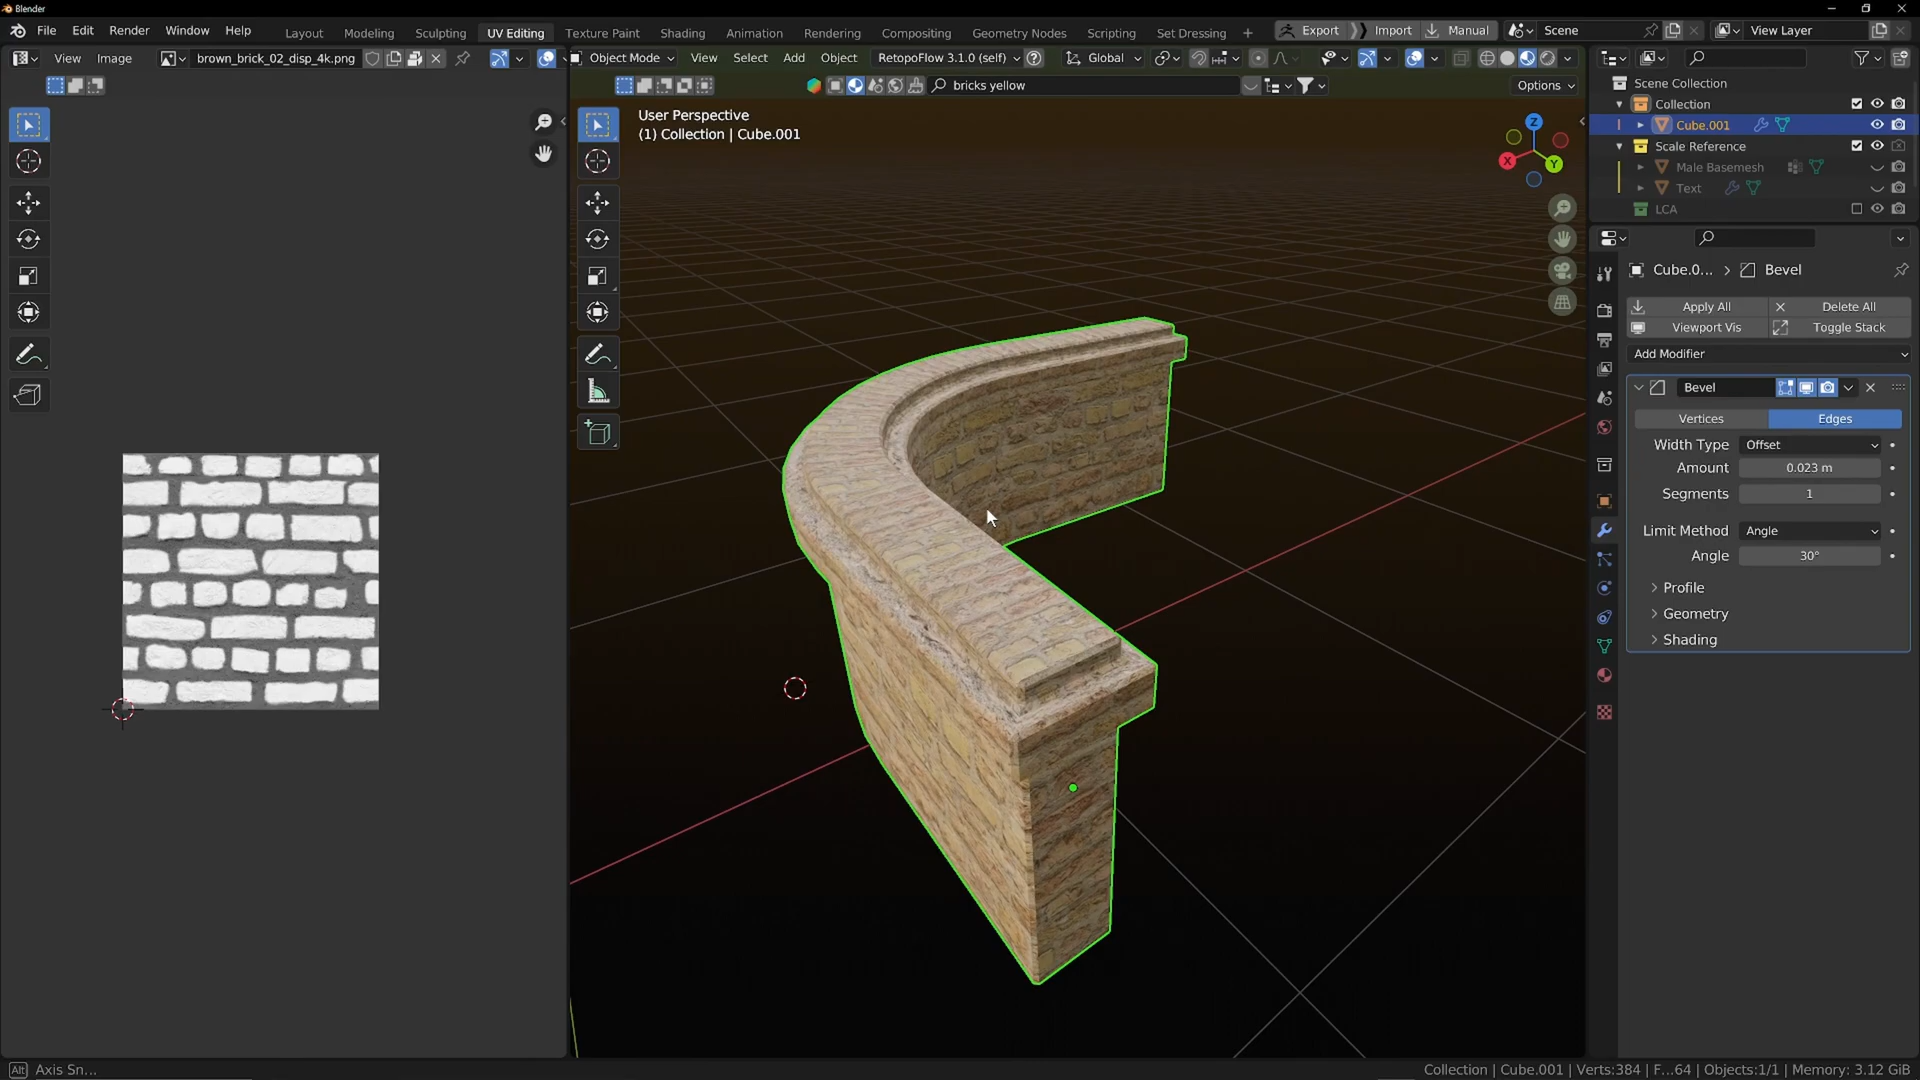 Blender
File Edit Render Window Help Layout Modeling Sculpting UV Editing Texture Paint Shading Animation Rendering Compositing Geometry Nodes Scripting Set Dressing + Export Import Manual Scene View Layer
View Image brown_brick_02_disp_4k.png Object Mode View Select Add Object RetopoFlow 3.1.0 (self) Global
bricks yellow Options
User Perspective
(1) Collection | Cube.001
Z
X
Y
Scene Collection
Collection
Cube.001
Scale Reference
Male Basemesh
Text
LCA
Cube.0... > Bevel
Apply All Delete All
Viewport Vis Toggle Stack
Add Modifier
Bevel
Vertices Edges
Width Type Offset
Amount 0.023 m
Segments 1
Limit Method Angle
Angle 30°
Profile
Geometry
Shading
Alt Axis Sn... Collection | Cube.001 | Verts:384 | F...64 | Objects:1/1 | Memory: 3.12 GiB